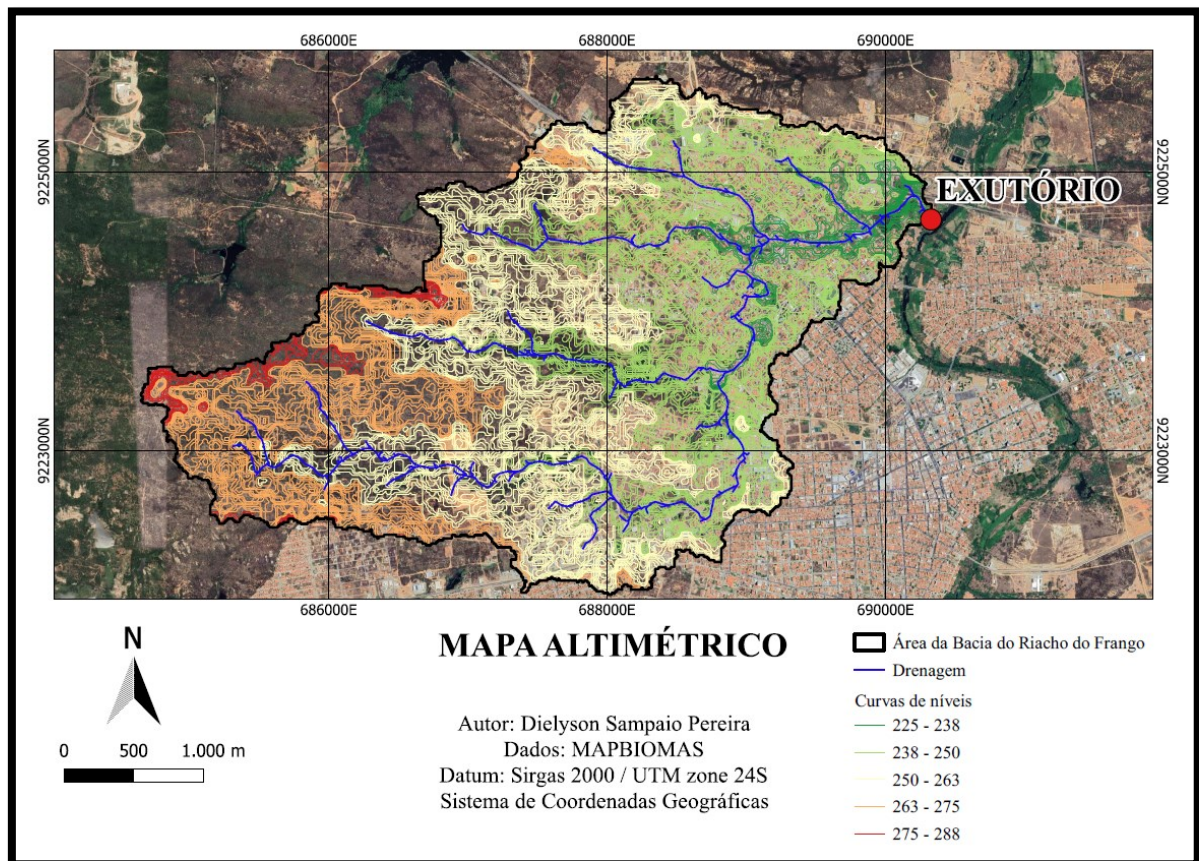 686000E 688000E 690000E
9225000N 9225000N
EXUTÓRIO
9223000N 9223000N
686000E 688000E 690000E
N
0 500 1.000 m
MAPA ALTIMÉTRICO
Autor: Dielyson Sampaio Pereira
Dados: MAPBIOMAS
Datum: Sirgas 2000 / UTM zone 24S
Sistema de Coordenadas Geográficas
Área da Bacia do Riacho do Frango
Drenagem
Curvas de níveis
225 - 238
238 - 250
250 - 263
263 - 275
275 - 288